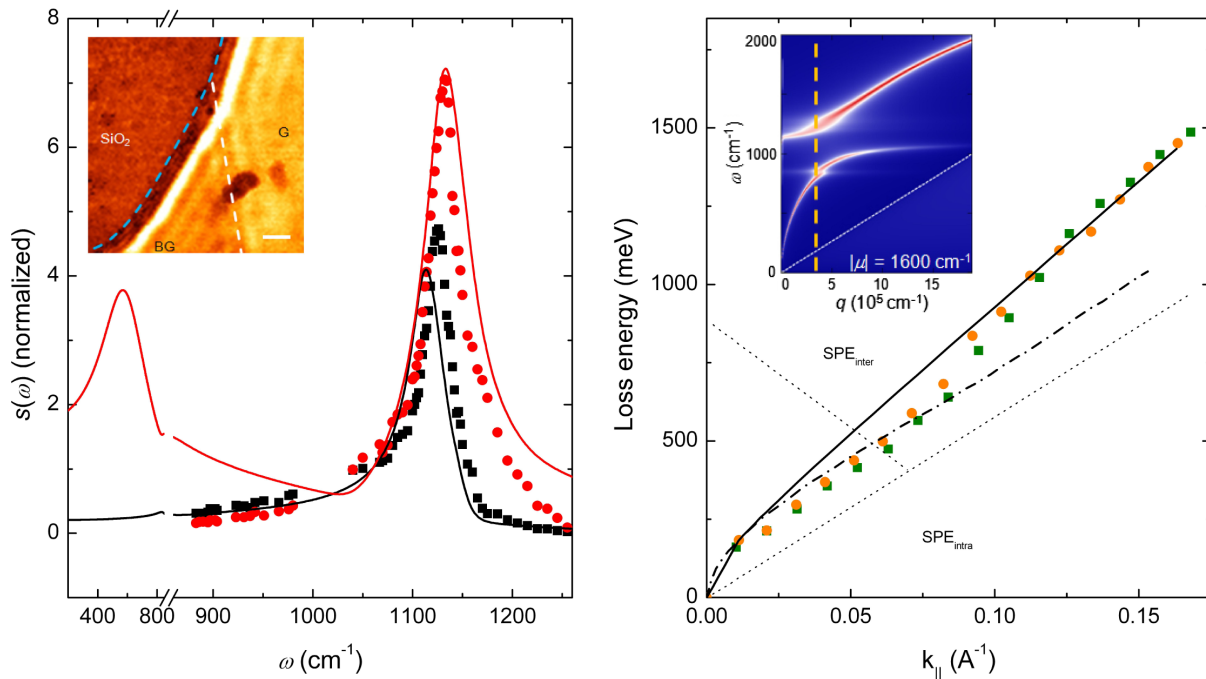 8
6
4
2
0
s(ω) (normalized)
400
800
900
1000
1100
1200
ω (cm⁻¹)
SiO₂
G
BG
1500
1000
500
0
Loss energy (meV)
0.00
0.05
0.10
0.15
k|| (A⁻¹)
SPEinter
SPEintra
2000
1000
0
ω (cm⁻¹)
0
5
10
15
q (10⁵ cm⁻¹)
|μ| = 1600 cm⁻¹